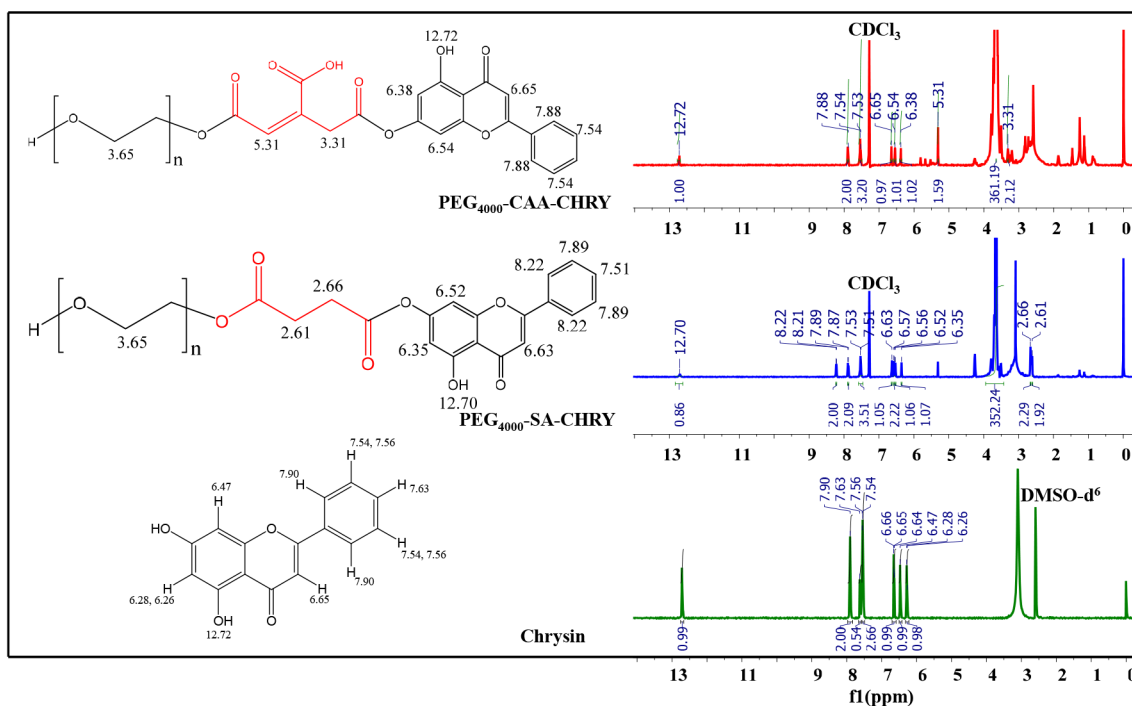 12.72
OH
O
O
OH
O
O
6.38
6.65
7.88
7.54
H
O
3.65
n
O
5.31
3.31
O
6.54
O
7.88
7.54
PEG4000-CAA-CHRY
CDCl3
12.72
7.88
7.54
7.53
6.65
6.54
6.38
5.31
3.31
1.00
2.00
3.20
0.97
1.01
1.02
1.59
361.19
2.12
13 11 8 7 6 5 4 3 2 1 0
7.89
8.22
7.51
O
2.66
O
6.52
O
7.89
8.22
H
O
3.65
n
O
2.61
O
6.35
6.63
OH
O
12.70
PEG4000-SA-CHRY
CDCl3
12.70
8.22
8.21
7.89
7.87
7.53
7.51
6.63
6.57
6.56
6.52
6.35
2.66
2.61
0.86
2.00
2.09
3.51
1.05
2.22
1.06
1.07
352.24
2.29
1.92
13 11 8 7 6 5 4 3 2 1 0
7.54, 7.56
H
7.90
H
H 7.63
6.47
H
HO
O
H
7.54, 7.56
H
7.90
H
6.28, 6.26
H
6.65
OH
O
12.72
Chrysin
DMSO-d6
7.90
7.63
7.56
7.54
6.66
6.65
6.64
6.47
6.28
6.26
0.99
2.00
0.54
2.66
0.99
0.99
0.98
13 11 8 7 6 5 4 3 2 1 0
f1(ppm)